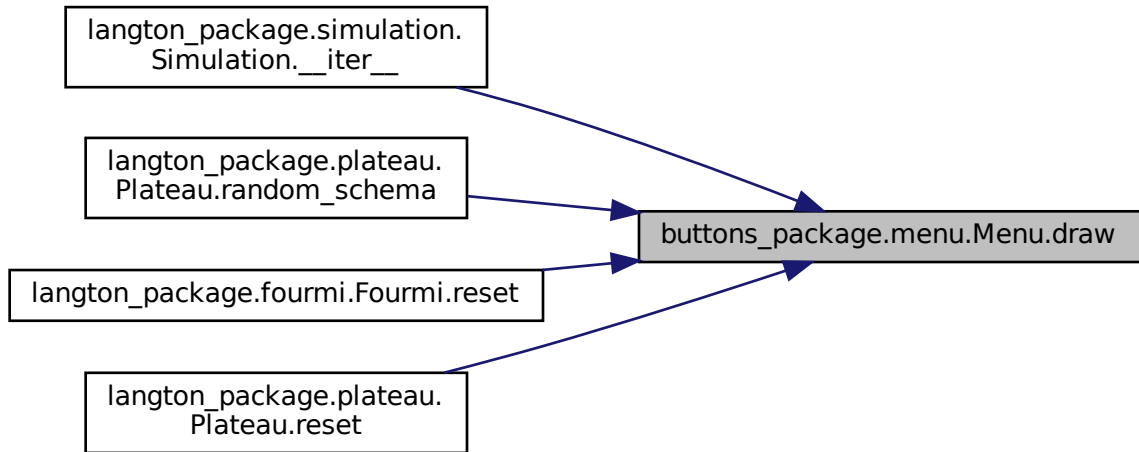 langton_package.simulation.
Simulation.__iter__
langton_package.plateau.
Plateau.random_schema
buttons_package.menu.Menu.draw
langton_package.fourmi.Fourmi.reset
langton_package.plateau.
Plateau.reset